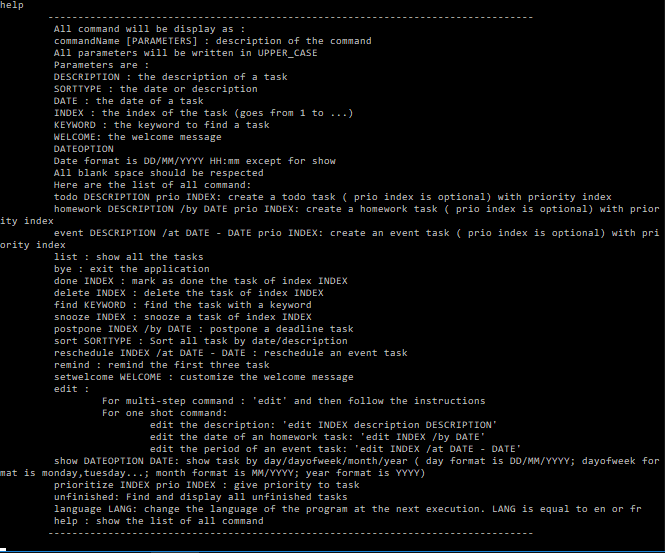 help
------------------------------------------------------------------------------------
All command will be display as :
commandName [PARAMETERS] : description of the command
All parameters will be written in UPPER_CASE
Parameters are :
DESCRIPTION : the description of a task
SORTTYPE : the date or description
DATE : the date of a task
INDEX : the index of the task (goes from 1 to ...)
KEYWORD : the keyword to find a task
WELCOME: the welcome message
DATEOPTION
Date format is DD/MM/YYYY HH:mm except for show
All blank space should be respected
Here are the list of all command:
todo DESCRIPTION prio INDEX: create a todo task ( prio index is optional) with priority index
homework DESCRIPTION /by DATE prio INDEX: create a homework task ( prio index is optional) with prior
ity index
event DESCRIPTION /at DATE - DATE prio INDEX: create an event task ( prio index is optional) with pri
ority index
list : show all the tasks
bye : exit the application
done INDEX : mark as done the task of index INDEX
delete INDEX : delete the task of index INDEX
find KEYWORD : find the task with a keyword
snooze INDEX : snooze a task of index INDEX
postpone INDEX /by DATE : postpone a deadline task
sort SORTTYPE : Sort all task by date/description
reschedule INDEX /at DATE - DATE : reschedule an event task
remind : remind the first three task
setwelcome WELCOME : customize the welcome message
edit :
For multi-step command : 'edit' and then follow the instructions
For one shot command:
edit the description: 'edit INDEX description DESCRIPTION'
edit the date of an homework task: 'edit INDEX /by DATE'
edit the period of an event task: 'edit INDEX /at DATE - DATE'
show DATEOPTION DATE: show task by day/dayofweek/month/year ( day format is DD/MM/YYYY; dayofweek for
mat is monday,tuesday...; month format is MM/YYYY; year format is YYYY)
prioritize INDEX prio INDEX : give priority to task
unfinished: Find and display all unfinished tasks
language LANG: change the language of the program at the next execution. LANG is equal to en or fr
help : show the list of all command
------------------------------------------------------------------------------------